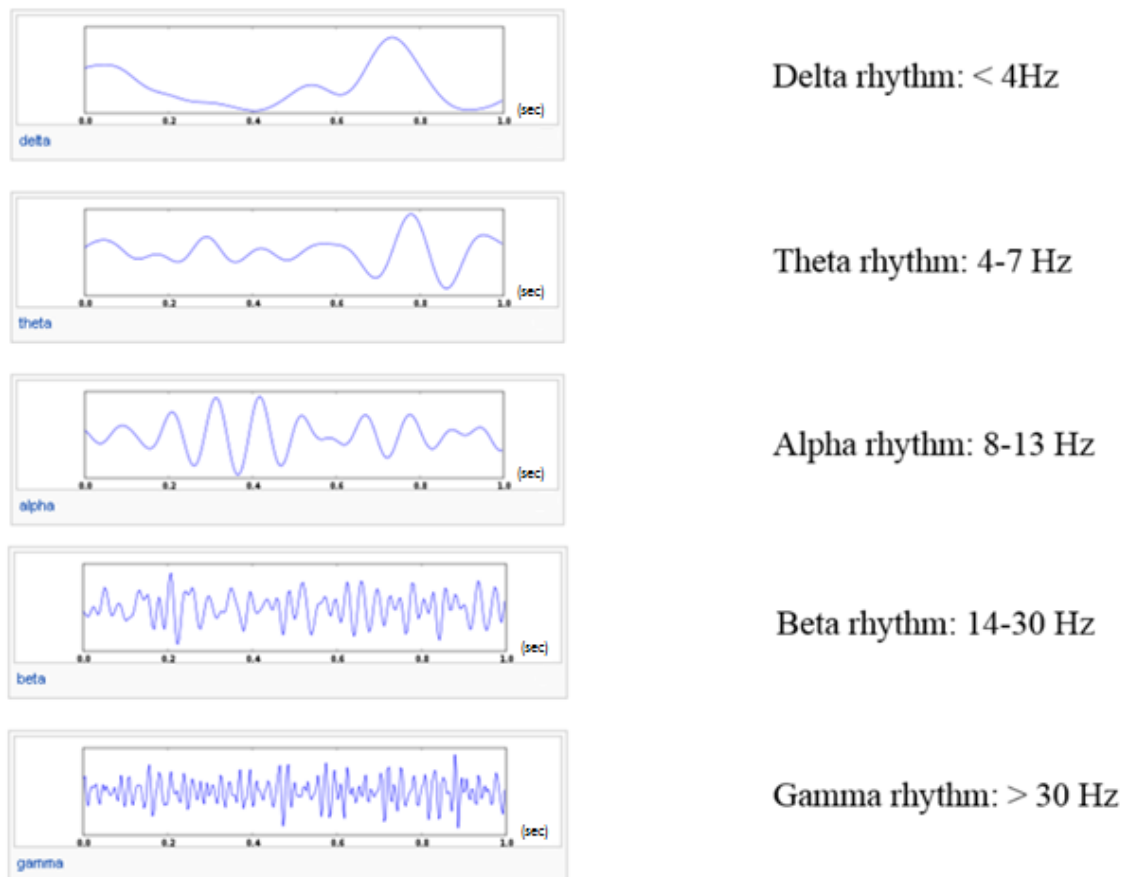 Delta rhythm: < 4Hz
0.0 0.2 0.4 0.6 0.8 1.0 (sec)
delta
Theta rhythm: 4-7 Hz
0.0 0.2 0.4 0.6 0.8 1.0 (sec)
theta
Alpha rhythm: 8-13 Hz
0.0 0.2 0.4 0.6 0.8 1.0 (sec)
alpha
Beta rhythm: 14-30 Hz
0.0 0.2 0.4 0.6 0.8 1.0 (sec)
beta
Gamma rhythm: > 30 Hz
0.0 0.2 0.4 0.6 0.8 1.0 (sec)
gamma